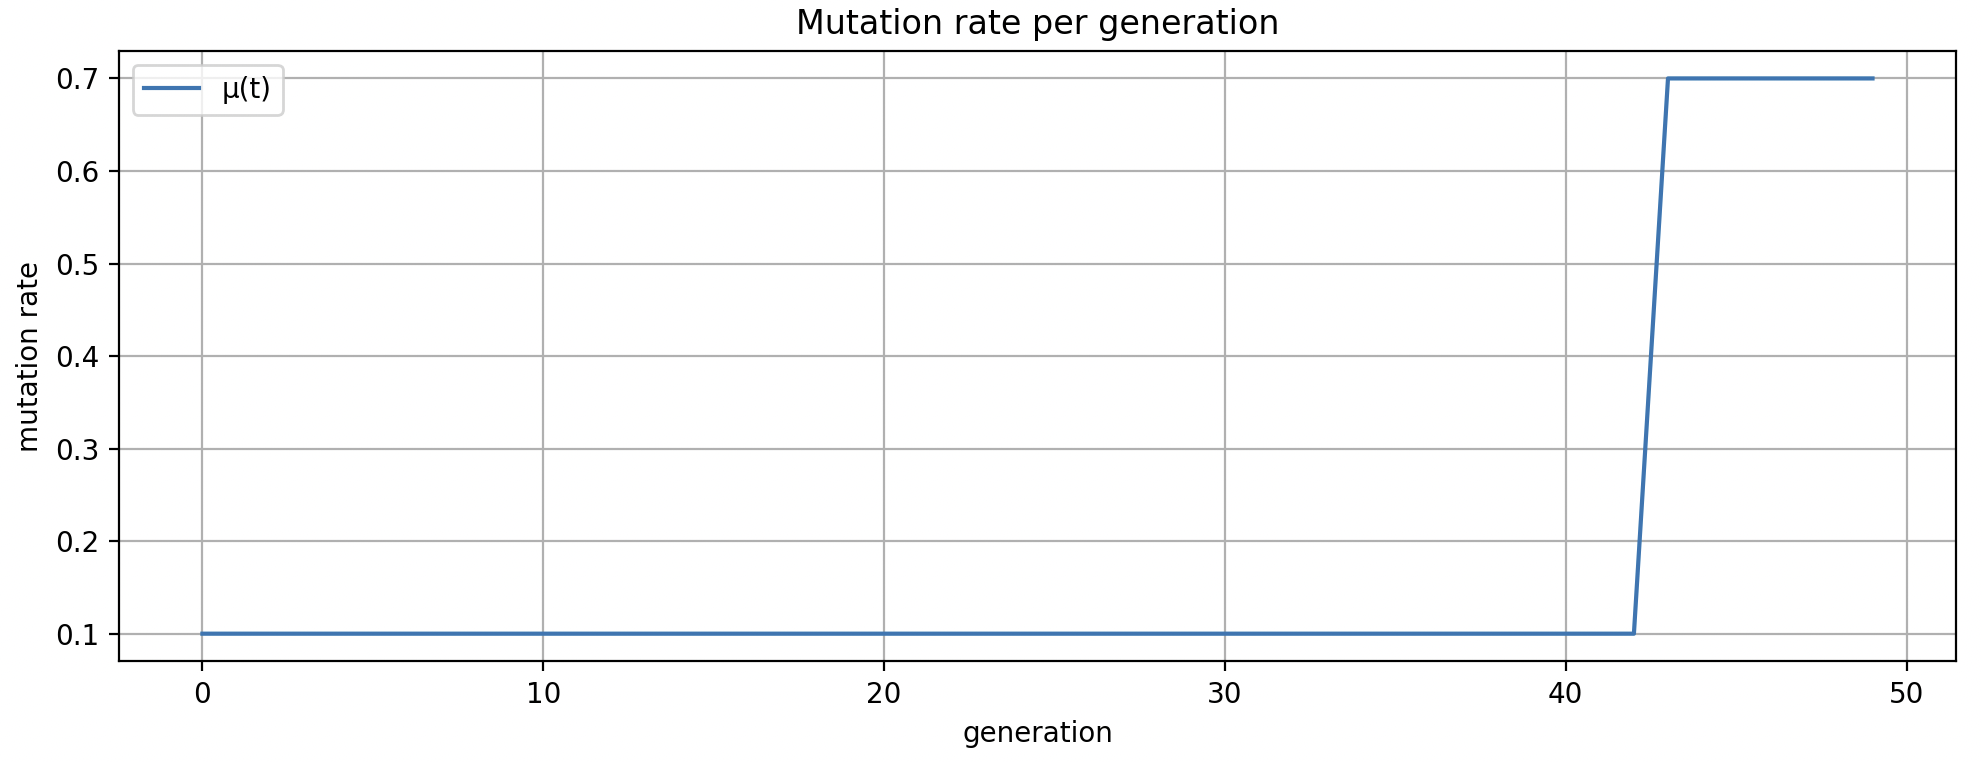 Mutation rate per generation
μ(t)
mutation rate
0.7
0.6
0.5
0.4
0.3
0.2
0.1
0 10 20 30 40 50
generation